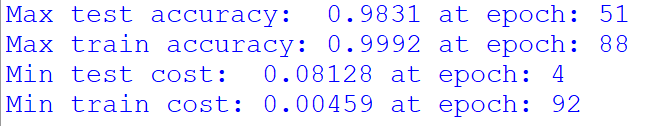 Max test accuracy:  0.9831 at epoch: 51
Max train accuracy: 0.9992 at epoch: 88
Min test cost:  0.08128 at epoch: 4
Min train cost: 0.00459 at epoch: 92